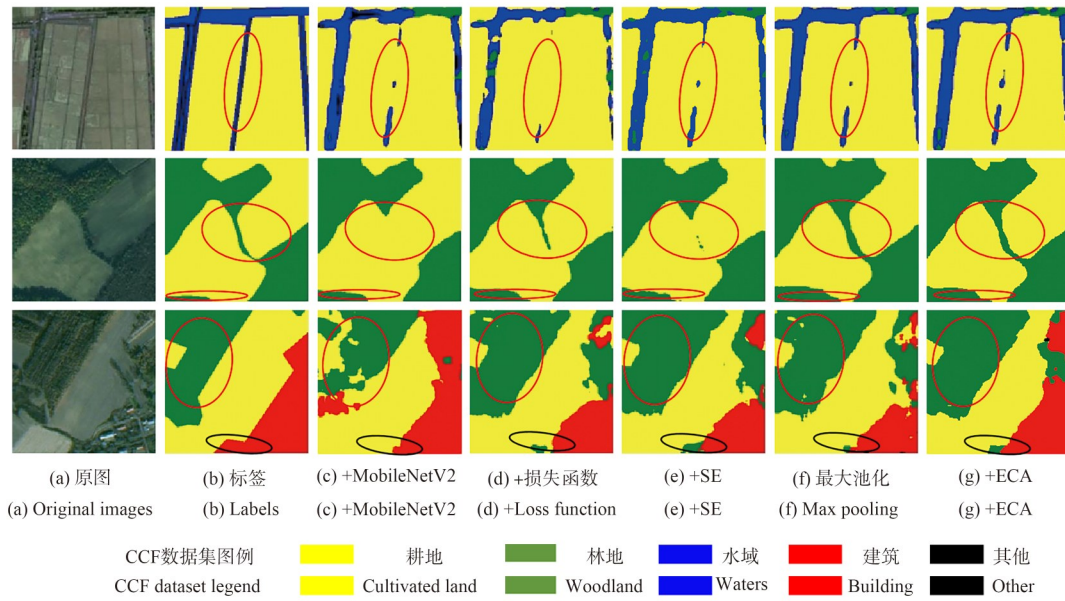 (a) 原图 (b) 标签 (c) +MobileNetV2 (d) +损失函数 (e) +SE (f) 最大池化 (g) +ECA
(a) Original images (b) Labels (c) +MobileNetV2 (d) +Loss function (e) +SE (f) Max pooling (g) +ECA
CCF数据集图例 耕地 林地 水域 建筑 其他
CCF dataset legend Cultivated land Woodland Waters Building Other